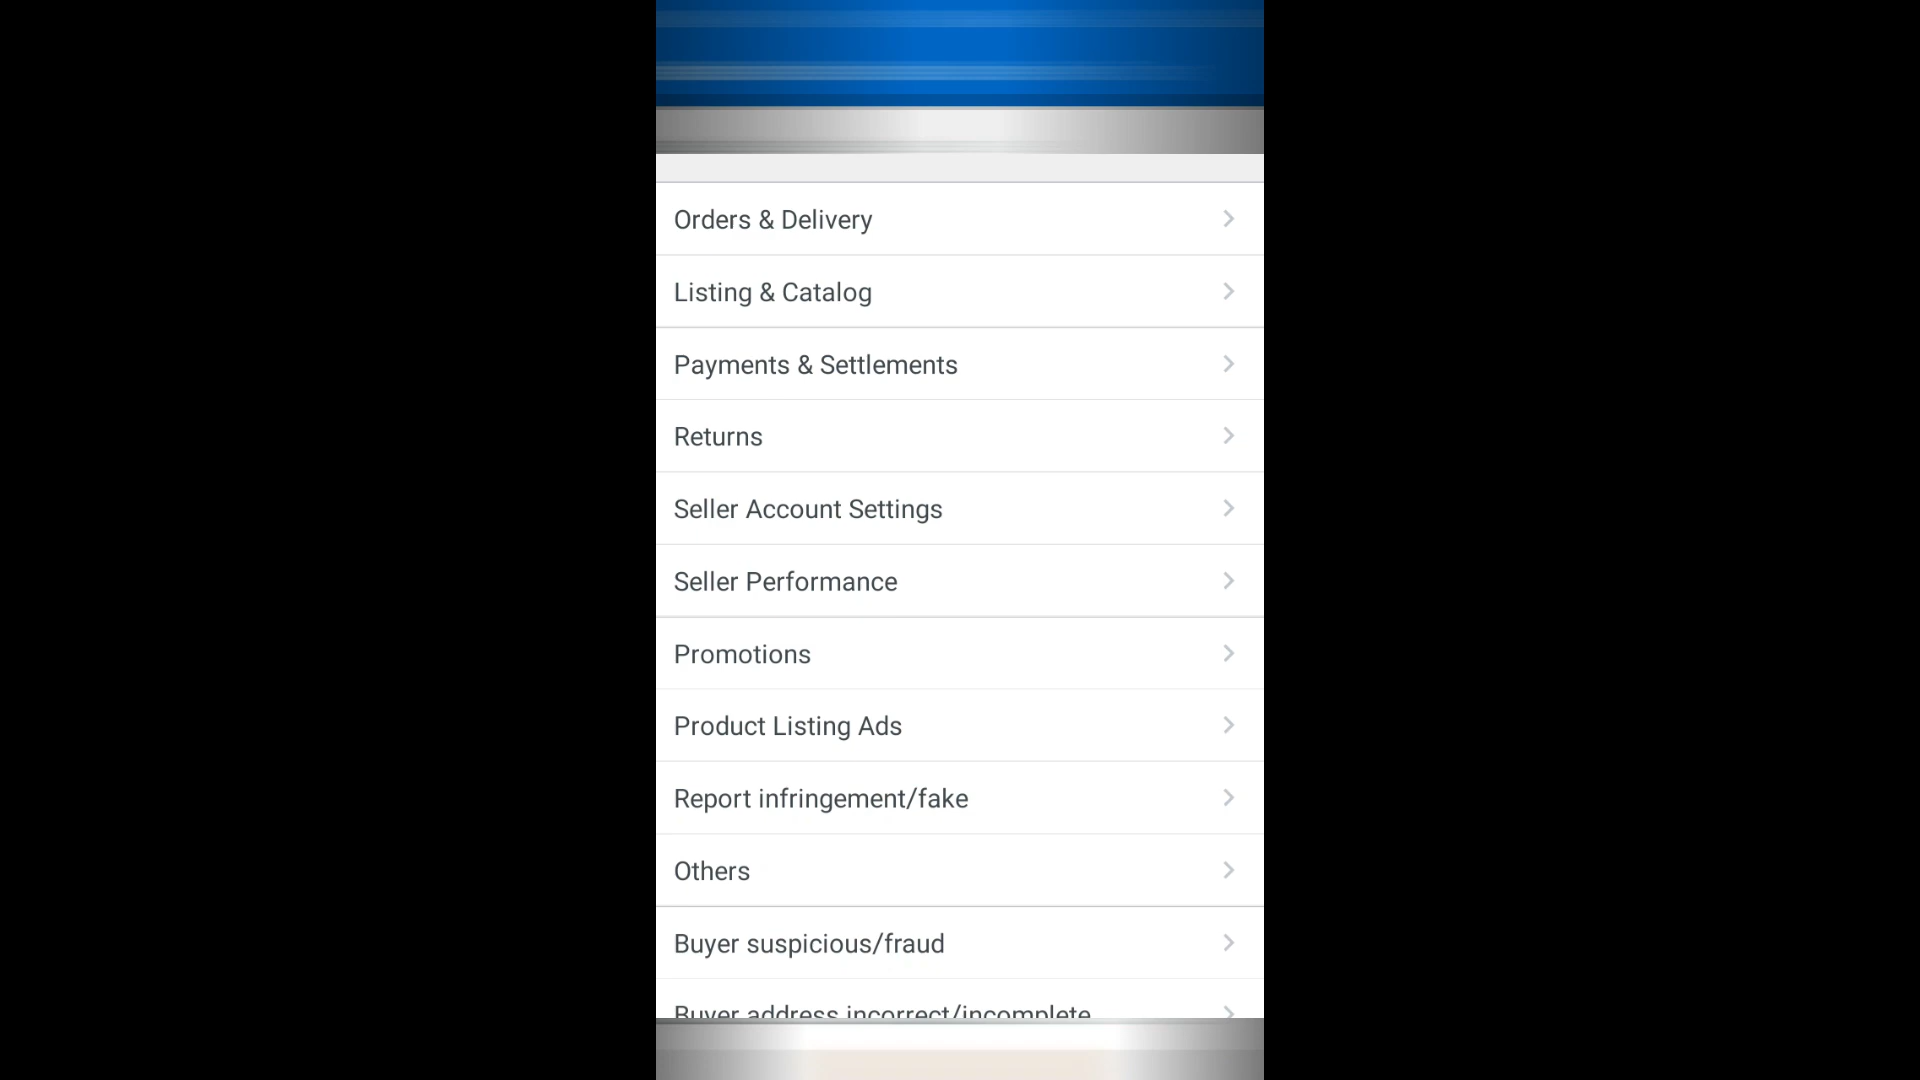 Orders & Delivery
Listing & Catalog
Payments & Settlements
Returns
Seller Account Settings
Seller Performance
Promotions
Product Listing Ads
Report infringement/fake
Others
Buyer suspicious/fraud
Buyer address incorrect/incomplete